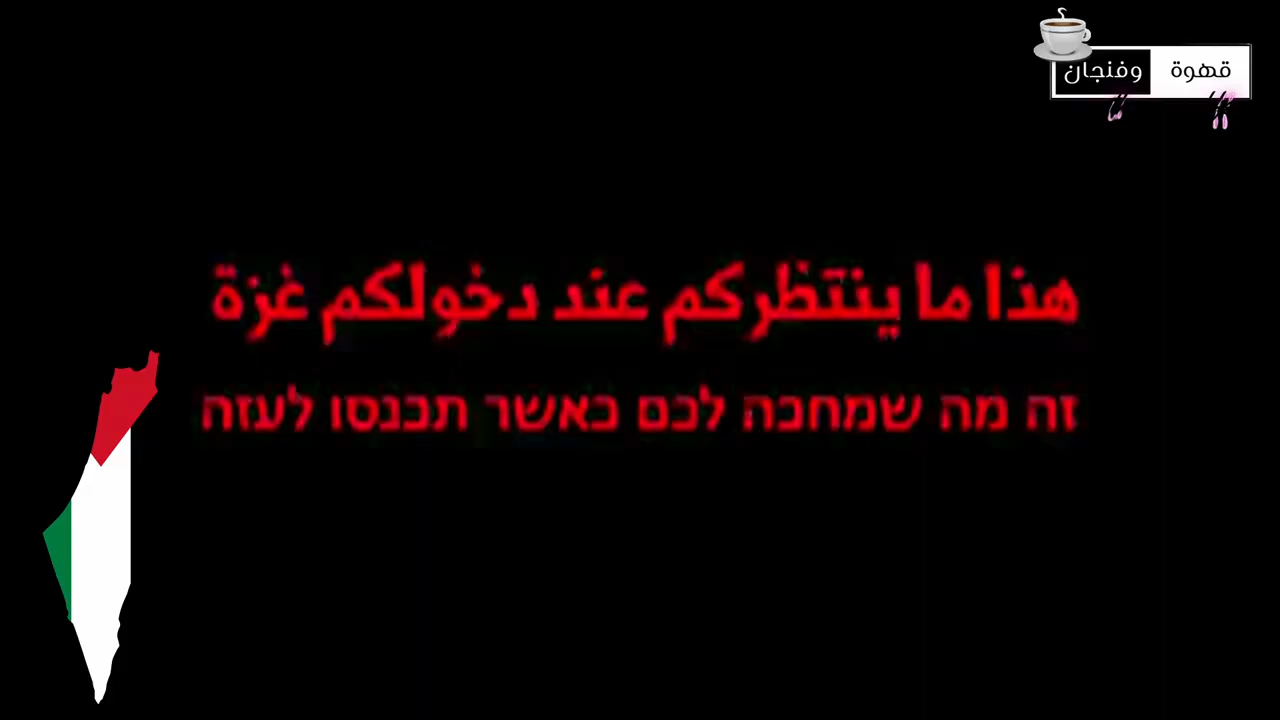 قهوة وفنجان
هذا ما ينتظركم عند دخولكم غزة
זה מה שמחכה לכם כאשר תכנסו לעזה